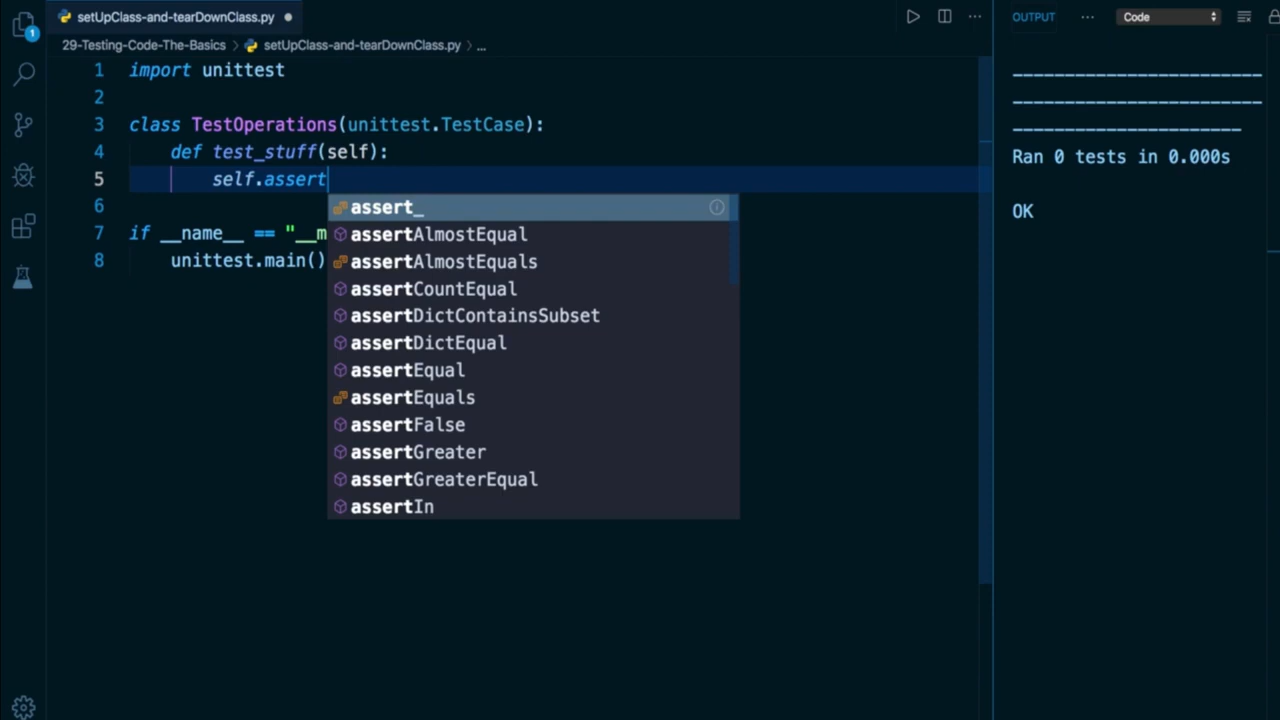 setUpClass-and-tearDownClass.py
OUTPUT
Code
1
29-Testing-Code-The-Basics > setUpClass-and-tearDownClass.py > ...
1 import unittest
2
3 class TestOperations(unittest.TestCase):
4 def test_stuff(self):
5 self.assert
6
7 if __name__ == "__m
8 unittest.main()
assert_
assertAlmostEqual
assertAlmostEquals
assertCountEqual
assertDictContainsSubset
assertDictEqual
assertEqual
assertEquals
assertFalse
assertGreater
assertGreaterEqual
assertIn
------------------------
------------------------
----------------------
Ran 0 tests in 0.000s
OK